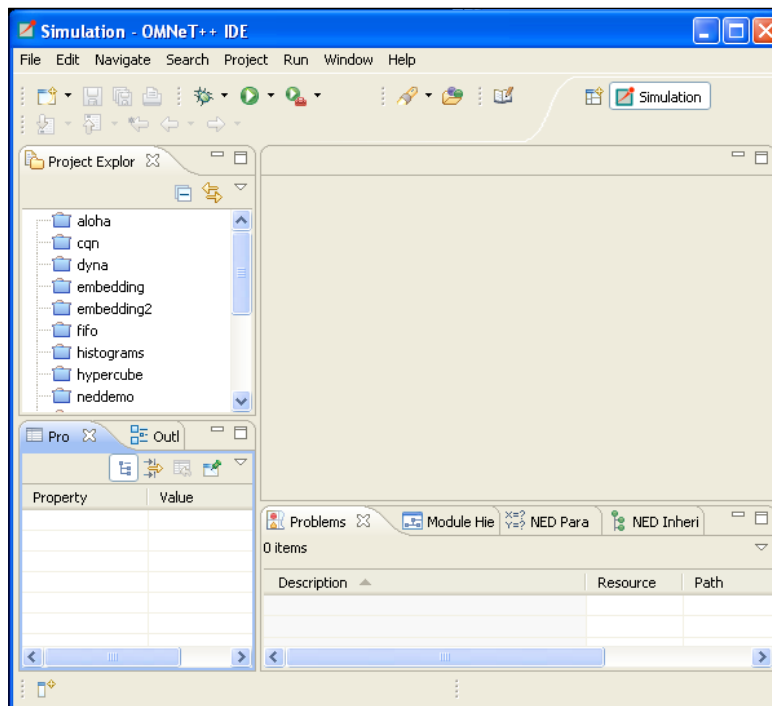 Simulation - OMNeT++ IDE
File Edit Navigate Search Project Run Window Help
Simulation
Project Explor
aloha
cqn
dyna
embedding
embedding2
fifo
histograms
hypercube
neddemo
Pro Outl
Property Value
Problems Module Hie X=? Y=? NED Para NED Inheri
0 items
Description Resource Path